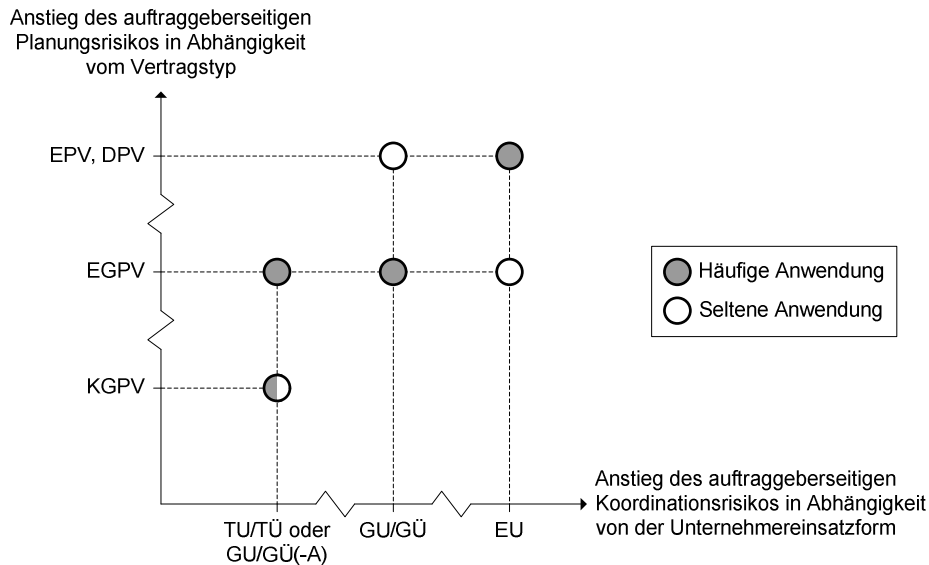 Anstieg des auftraggeberseitigen
Planungsrisikos in Abhängigkeit
vom Vertragstyp
EPV, DPV
EGPV
KGPV
Häufige Anwendung
Seltene Anwendung
TU/TÜ oder
GU/GÜ(-A)
GU/GÜ
EU
Anstieg des auftraggeberseitigen
Koordinationsrisikos in Abhängigkeit
von der Unternehmereinsatzform